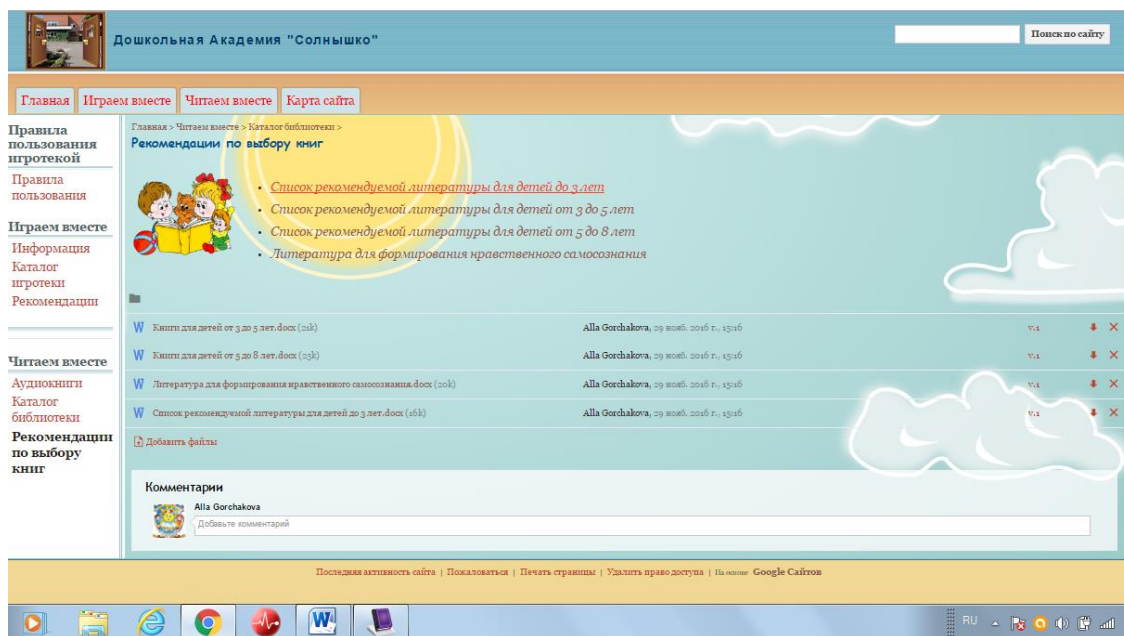 Дошкольная Академия "Солнышко"
Поиск по сайту
Главная
Играем вместе
Читаем вместе
Карта сайта
Правила
пользования
игротекой
Правила
пользования
Играем вместе
Информация
Каталог
игротеки
Рекомендации
Читаем вместе
Аудиокниги
Каталог
библиотеки
Рекомендации
по выбору
книг
Главная > Читаем вместе > Каталог библиотеки >
Рекомендации по выбору книг
Список рекомендуемой литературы для детей до 3 лет
Список рекомендуемой литературы для детей от 3 до 5 лет
Список рекомендуемой литературы для детей от 5 до 8 лет
Литература для формирования нравственного самосознания
Книги для детей от 3 до 5 лет.docx (21k) Alla Gorchakova, 29 нояб. 2016 г., 15:16 v.1
Книги для детей от 5 до 8 лет.docx (25k) Alla Gorchakova, 29 нояб. 2016 г., 15:16 v.1
Литература для формирования нравственного самосознания.docx (20k) Alla Gorchakova, 29 нояб. 2016 г., 15:16 v.1
Список рекомендуемой литературы для детей до 3 лет.docx (16k) Alla Gorchakova, 29 нояб. 2016 г., 15:16 v.1
Добавить файлы
Комментарии
Alla Gorchakova
Добавьте комментарий
Последняя активность сайта | Пожаловаться | Печать страницы | Удалить право доступа | На основе Google Сайтов
RU